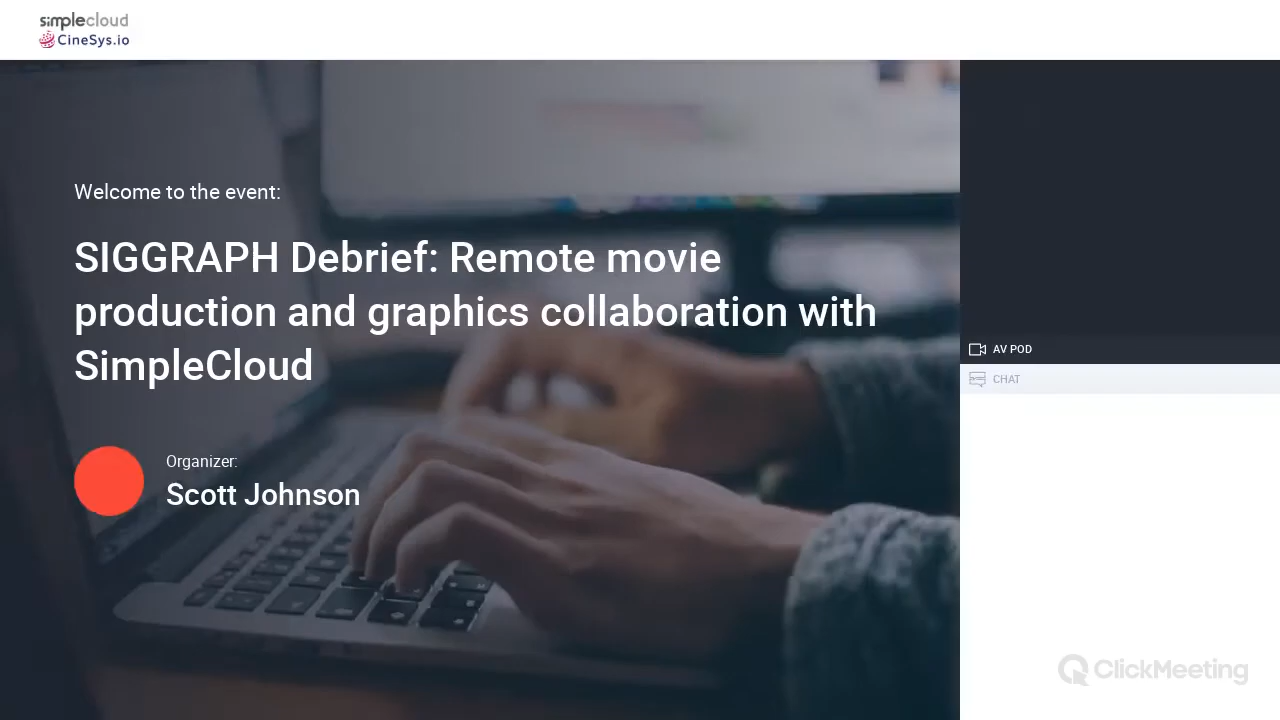 simplecloud
CineSys.io
Welcome to the event:
SIGGRAPH Debrief: Remote movie
production and graphics collaboration with
SimpleCloud
Organizer:
Scott Johnson
AV POD
CHAT
ClickMeeting